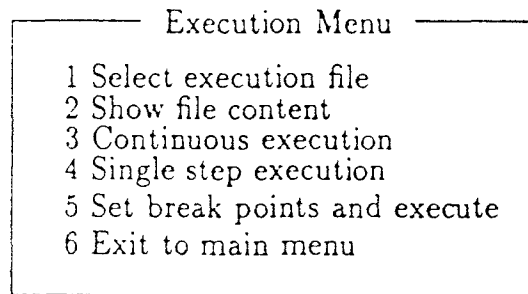 Execution Menu
1 Select execution file
2 Show file content
3 Continuous execution
4 Single step execution
5 Set break points and execute
6 Exit to main menu